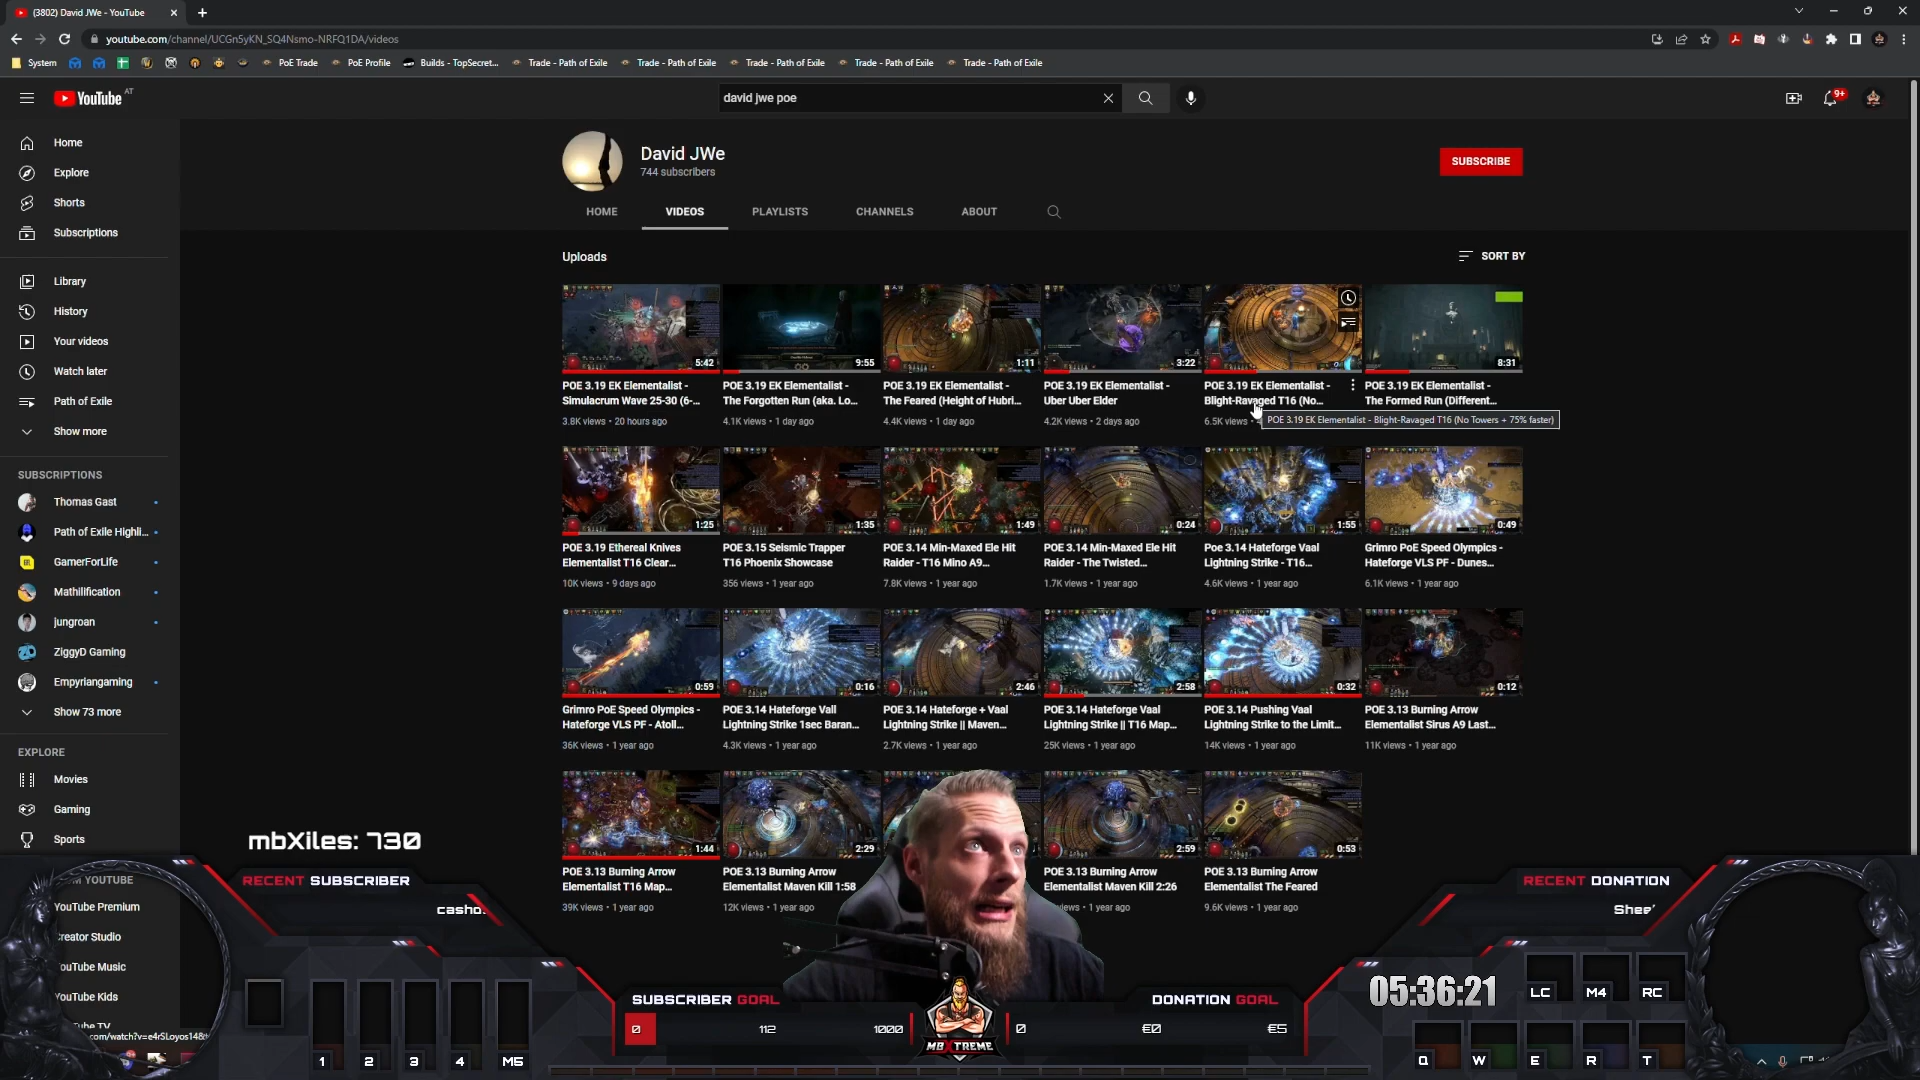 (3802) David JWe - YouTube
youtube.com/channel/UCGn5yKN_SQ4Nsmo-NRFQ1DA/videos
System
PoE Trade
PoE Profile
Builds - TopSecret...
Trade - Path of Exile
Trade - Path of Exile
Trade - Path of Exile
Trade - Path of Exile
Trade - Path of Exile
YouTube AT
david jwe poe
9+
Home
Explore
Shorts
Subscriptions
Library
History
Your videos
Watch later
Path of Exile
Show more
SUBSCRIPTIONS
Thomas Gast
Path of Exile Highli...
GamerForLife
Mathillification
jungroan
ZiggyD Gaming
Empyriangaming
Show 73 more
EXPLORE
Movies
Gaming
Sports
YOUTUBE
YouTube Premium
Creator Studio
YouTube Music
YouTube Kids
David JWe
744 subscribers
SUBSCRIBE
HOME
VIDEOS
PLAYLISTS
CHANNELS
ABOUT
Uploads
SORT BY
5:42
9:55
1:11
3:22
8:31
POE 3.19 EK Elementalist -
Simulacrum Wave 25-30 (6-...
3.8K views • 20 hours ago
POE 3.19 EK Elementalist -
The Forgotten Run (aka. Lo...
4.1K views • 1 day ago
POE 3.19 EK Elementalist -
The Feared (Height of Hubri...
4.4K views • 1 day ago
POE 3.19 EK Elementalist -
Uber Uber Elder
4.2K views • 2 days ago
POE 3.19 EK Elementalist -
Blight-Ravaged T16 (No...
6.5K views •
POE 3.19 EK Elementalist -
The Formed Run (Different...
POE 3.19 EK Elementalist - Blight-Ravaged T16 (No Towers + 75% faster)
1:25
1:35
1:49
0:24
1:55
0:49
POE 3.19 Ethereal Knives
Elementalist T16 Clear...
10K views • 9 days ago
POE 3.15 Seismic Trapper
T16 Phoenix Showcase
356 views • 1 year ago
POE 3.14 Min-Maxed Ele Hit
Raider - T16 Mino A9...
7.8K views • 1 year ago
POE 3.14 Min-Maxed Ele Hit
Raider - The Twisted...
1.7K views • 1 year ago
Poe 3.14 Hateforge Vaal
Lightning Strike - T16...
4.6K views • 1 year ago
Grimro PoE Speed Olympics -
Hateforge VLS PF - Dunes...
6.1K views • 1 year ago
0:59
0:16
2:46
2:58
0:32
0:12
Grimro PoE Speed Olympics -
Hateforge VLS PF - Atoll...
36K views • 1 year ago
POE 3.14 Hateforge Vall
Lightning Strike 1sec Baran...
4.3K views • 1 year ago
POE 3.14 Hateforge + Vaal
Lightning Strike || Maven...
2.7K views • 1 year ago
POE 3.14 Hateforge Vaal
Lightning Strike || T16 Map...
25K views • 1 year ago
POE 3.14 Pushing Vaal
Lightning Strike to the Limit...
14K views • 1 year ago
POE 3.13 Burning Arrow
Elementalist Sirus A9 Last...
11K views • 1 year ago
1:44
2:29
2:59
0:53
POE 3.13 Burning Arrow
Elementalist T16 Map...
39K views • 1 year ago
POE 3.13 Burning Arrow
Elementalist Maven Kill 1:58
12K views • 1 year ago
POE 3.13 Burning Arrow
Elementalist Maven Kill 2:26
views • 1 year ago
POE 3.13 Burning Arrow
Elementalist The Feared
9.6K views • 1 year ago
mbXiles: 730
RECENT SUBSCRIBER
casho.
RECENT DONATION
Shee
.com/watch?v=e4rSLoyos148&t
1
2
3
4
M5
SUBSCRIBER GOAL
0
112
1000
MBXTREME
DONATION GOAL
0
€0
€5
05:36:21
LC
M4
RC
Q
W
E
R
T